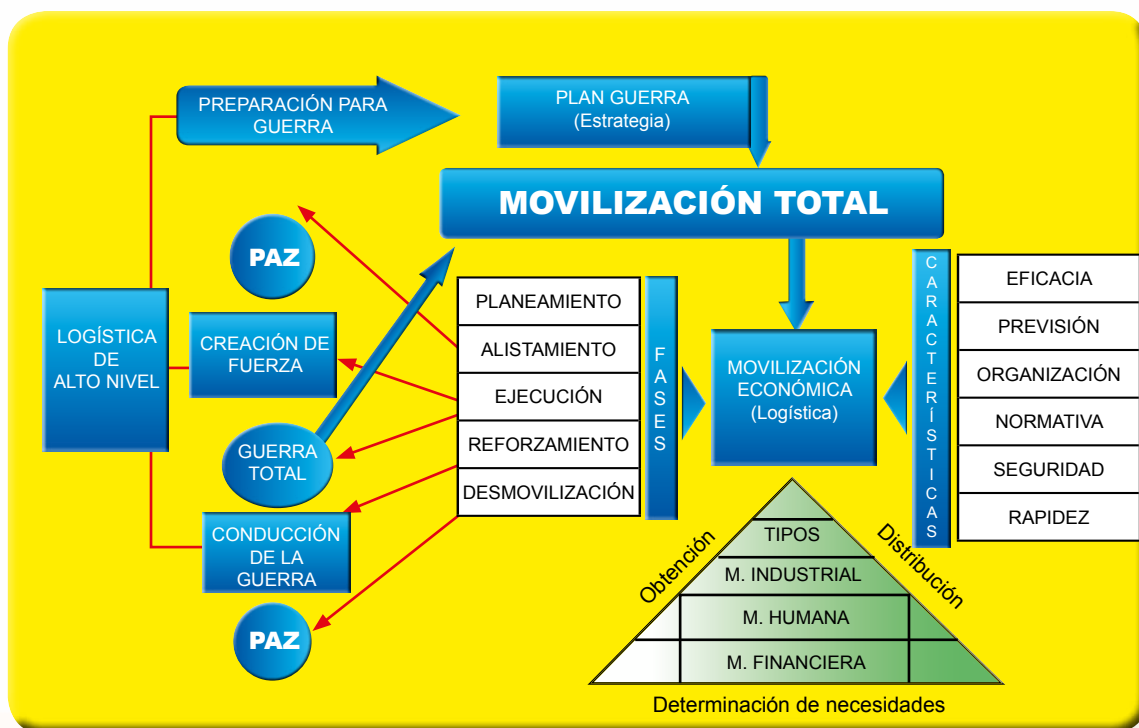 PREPARACIÓN PARA
GUERRA
PLAN GUERRA
(Estrategia)
MOVILIZACIÓN TOTAL
PAZ
LOGÍSTICA
DE
ALTO NIVEL
CREACIÓN DE
FUERZA
GUERRA
TOTAL
CONDUCCIÓN
DE LA
GUERRA
PAZ
PLANEAMIENTO
ALISTAMIENTO
EJECUCIÓN
REFORZAMIENTO
DESMOVILIZACIÓN
FASES
MOVILIZACIÓN
ECONÓMICA
(Logística)
CARACTERÍSTICAS
EFICACIA
PREVISIÓN
ORGANIZACIÓN
NORMATIVA
SEGURIDAD
RAPIDEZ
Obtención
Distribución
TIPOS
M. INDUSTRIAL
M. HUMANA
M. FINANCIERA
Determinación de necesidades